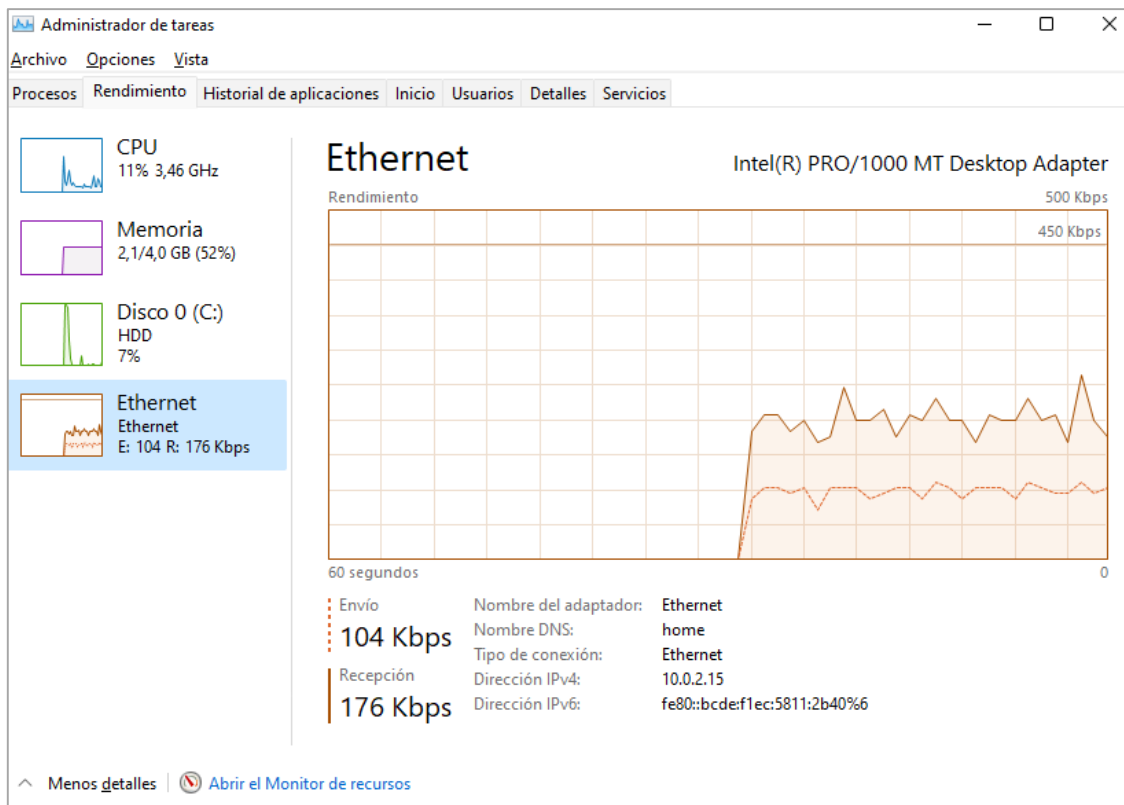 Administrador de tareas
Archivo Opciones Vista
Procesos Rendimiento Historial de aplicaciones Inicio Usuarios Detalles Servicios
CPU
11% 3,46 GHz
Memoria
2,1/4,0 GB (52%)
Disco 0 (C:)
HDD
7%
Ethernet
Ethernet
E: 104 R: 176 Kbps
Ethernet Intel(R) PRO/1000 MT Desktop Adapter
Rendimiento 500 Kbps
450 Kbps
60 segundos 0
Envío
104 Kbps
Recepción
176 Kbps
Nombre del adaptador: Ethernet
Nombre DNS: home
Tipo de conexión: Ethernet
Dirección IPv4: 10.0.2.15
Dirección IPv6: fe80::bcde:f1ec:5811:2b40%6
Menos detalles Abrir el Monitor de recursos